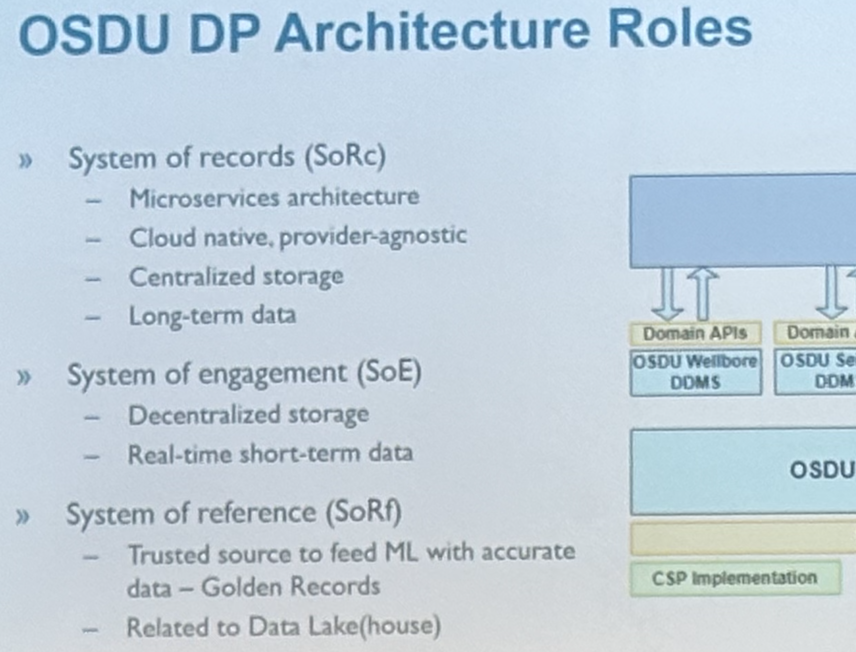 OSDU DP Architecture Roles
» System of records (SoRc)
– Microservices architecture
– Cloud native, provider-agnostic
– Centralized storage
– Long-term data
» System of engagement (SoE)
– Decentralized storage
– Real-time short-term data
» System of reference (SoRf)
– Trusted source to feed ML with accurate
data – Golden Records
– Related to Data Lake(house)
Domain APIs
OSDU Wellbore
DDMS
Domain
OSDU Se
DDM
OSDU
CSP Implementation